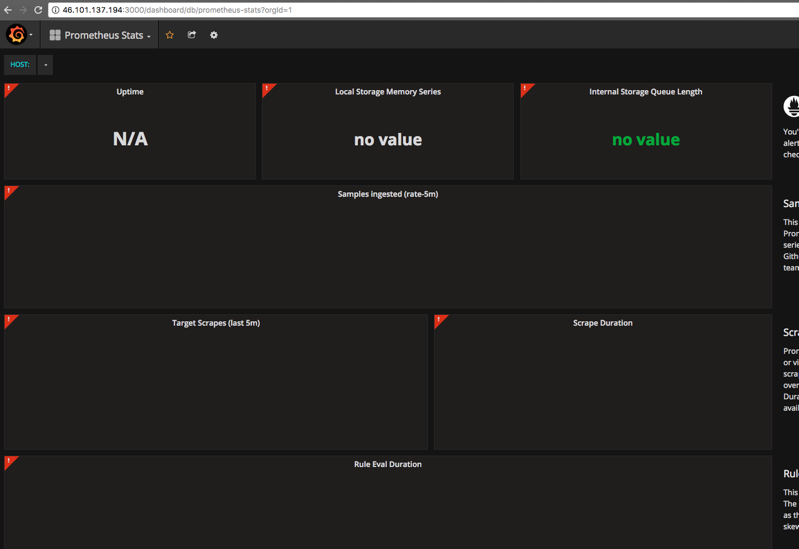 46.101.137.194:3000/dashboard/db/prometheus-stats?orgId=1
Prometheus Stats
HOST:
!
Uptime
N/A
!
Local Storage Memory Series
no value
!
Internal Storage Queue Length
no value
You'
alert
chec
!
Samples ingested (rate-5m)
Sam
This
Pron
serie
Gith
tean
!
Target Scrapes (last 5m)
!
Scrape Duration
Scra
Pron
or vi
scra
over
Dura
avail
!
Rule Eval Duration
Rul
This
The
as th
skew